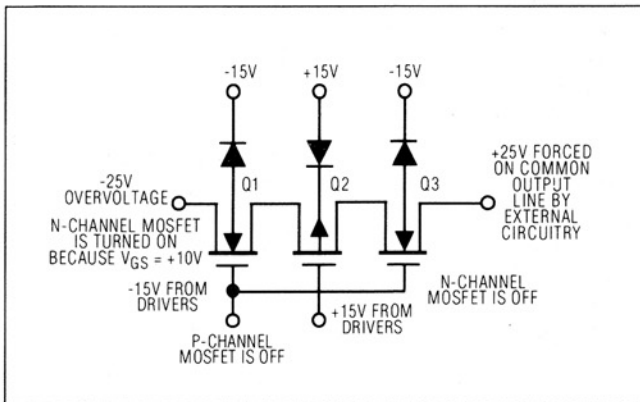 -15V +15V -15V
Q1 Q2 Q3
-25V
OVERVOLTAGE
N-CHANNEL MOSFET
IS TURNED ON
BECAUSE VGS = +10V
+25V FORCED
ON COMMON
OUTPUT
LINE BY
EXTERNAL
CIRCUITRY
-15V FROM
DRIVERS
+15V FROM
DRIVERS
N-CHANNEL
MOSFET IS OFF
P-CHANNEL
MOSFET IS OFF